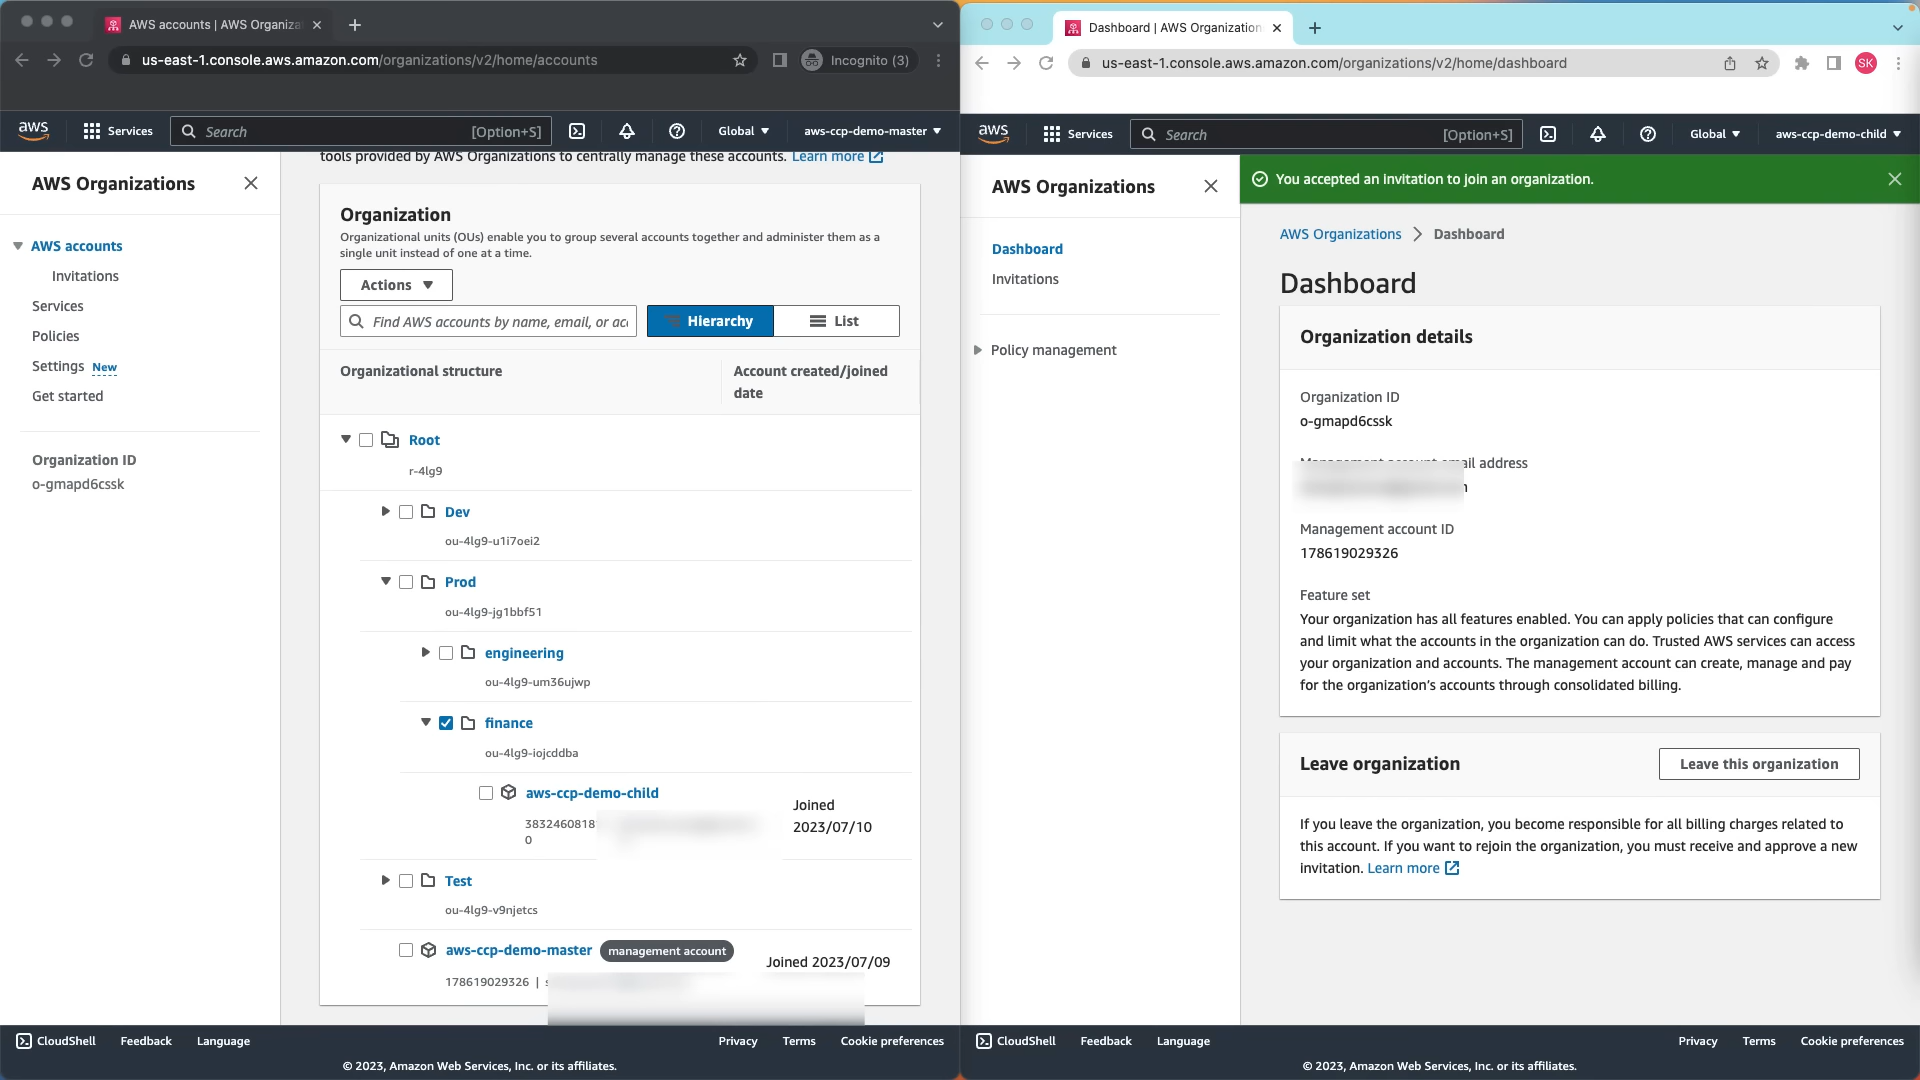 AWS accounts | AWS Organiza
us-east-1.console.aws.amazon.com/organizations/v2/home/accounts
Incognito (3)
aws
Services
Search
[Option+S]
Global
aws-ccp-demo-master
AWS Organizations
AWS accounts
Invitations
Services
Policies
Settings New
Get started
Organization ID
o-gmapd6cssk
tools provided by AWS Organizations to centrally manage these accounts. Learn more
Organization
Organizational units (OUs) enable you to group several accounts together and administer them as a
single unit instead of one at a time.
Actions
Find AWS accounts by name, email, or acc
Hierarchy
List
Organizational structure
Account created/joined
date
Root
r-4lg9
Dev
ou-4lg9-u1i7oei2
Prod
ou-4lg9-jg1bbf51
engineering
ou-4lg9-um36ujwp
finance
ou-4lg9-iojcddba
aws-ccp-demo-child
3832460818
0
Joined
2023/07/10
Test
ou-4lg9-v9njetcs
aws-ccp-demo-master
management account
Joined 2023/07/09
178619029326 | s
CloudShell
Feedback
Language
Privacy
Terms
Cookie preferences
© 2023, Amazon Web Services, Inc. or its affiliates.
Dashboard | AWS Organization
us-east-1.console.aws.amazon.com/organizations/v2/home/dashboard
SK
aws
Services
Search
[Option+S]
Global
aws-ccp-demo-child
AWS Organizations
Dashboard
Invitations
Policy management
You accepted an invitation to join an organization.
AWS Organizations > Dashboard
Dashboard
Organization details
Organization ID
o-gmapd6cssk
Management account email address
Management account ID
178619029326
Feature set
Your organization has all features enabled. You can apply policies that can configure
and limit what the accounts in the organization can do. Trusted AWS services can access
your organization and accounts. The management account can create, manage and pay
for the organization's accounts through consolidated billing.
Leave organization
Leave this organization
If you leave the organization, you become responsible for all billing charges related to
this account. If you want to rejoin the organization, you must receive and approve a new
invitation. Learn more
CloudShell
Feedback
Language
Privacy
Terms
Cookie preferences
© 2023, Amazon Web Services, Inc. or its affiliates.